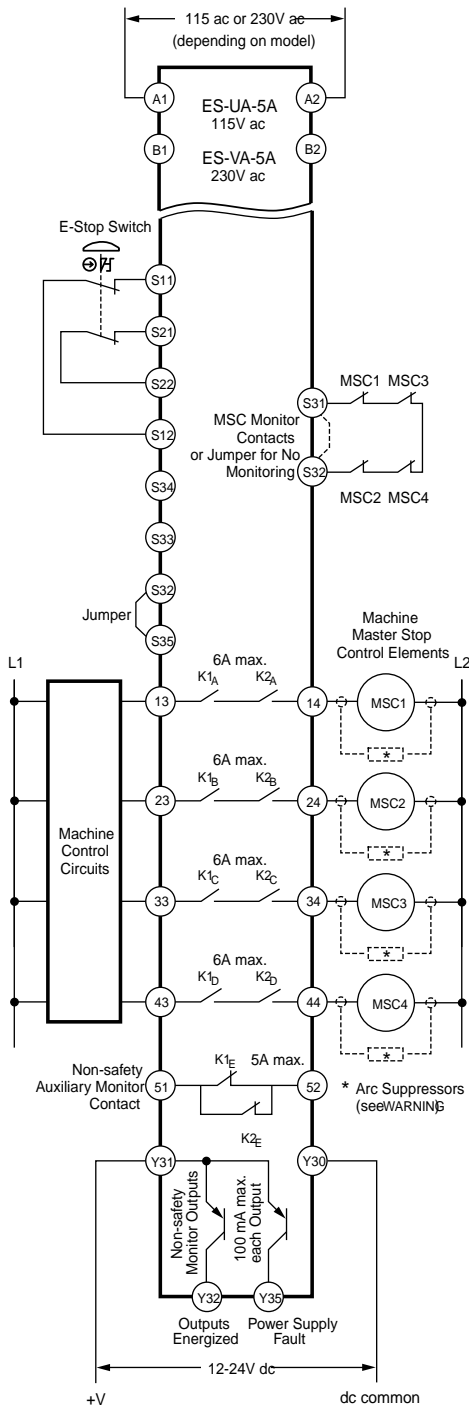 115 ac or 230V ac
(depending on model)
A1
A2
ES-UA-5A
115V ac
B1
B2
ES-VA-5A
230V ac
E-Stop Switch
S11
S21
S22
S12
S34
S33
S32
S35
Jumper
MSC1 MSC3
S31
MSC Monitor
Contacts
or Jumper for No
Monitoring
S32
MSC2 MSC4
Machine
Master Stop
Control Elements
L1
L2
6A max.
K1A
K2A
13
14
MSC1
*
6A max.
K1B
K2B
23
24
MSC2
*
Machine
Control
Circuits
6A max.
K1C
K2C
33
34
MSC3
*
6A max.
K1D
K2D
43
44
MSC4
*
Non-safety
Auxiliary Monitor
Contact
K1E
5A max.
51
52
K2E
* Arc Suppressors
(see WARNING
Y31
Y30
Non-safety
Monitor Outputs
100 mA max.
each Output
Y32
Y35
Outputs
Energized
Power Supply
Fault
12-24V dc
+V
dc common